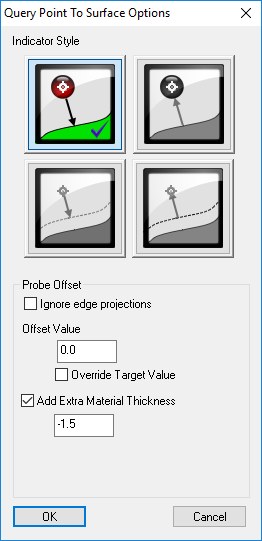 Query Point To Surface Options
Indicator Style
Probe Offset
Ignore edge projections
Offset Value
0.0
Override Target Value
Add Extra Material Thickness
-1.5
OK
Cancel